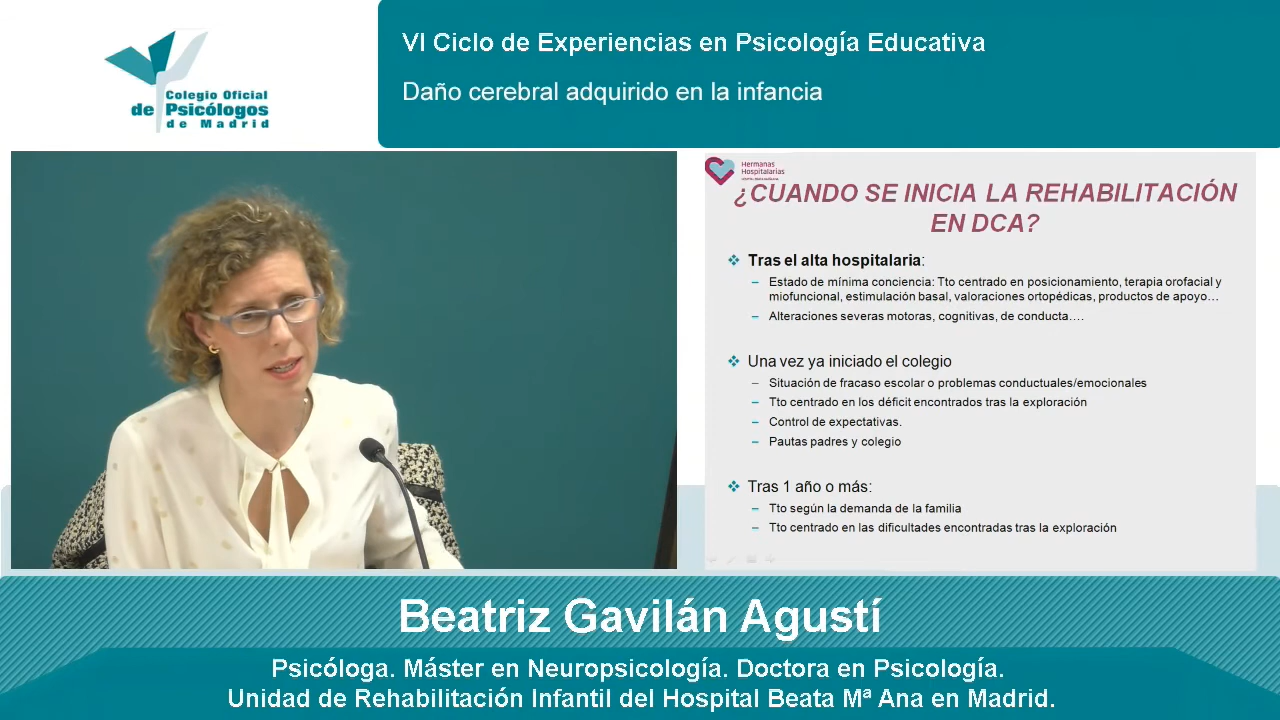 VI Ciclo de Experiencias en Psicología Educativa
Daño cerebral adquirido en la infancia
Colegio Oficial
de Psicólogos
de Madrid
Hermanas
Hospitalarias
¿CUANDO SE INICIA LA REHABILITACIÓN
EN DCA?
Tras el alta hospitalaria:
– Estado de mínima conciencia: Tto centrado en posicionamiento, terapia orofacial y
miofuncional, estimulación basal, valoraciones ortopédicas, productos de apoyo…
– Alteraciones severas motoras, cognitivas, de conducta….
Una vez ya iniciado el colegio
– Situación de fracaso escolar o problemas conductuales/emocionales
– Tto centrado en los déficit encontrados tras la exploración
– Control de expectativas.
– Pautas padres y colegio
Tras 1 año o más:
– Tto según la demanda de la familia
– Tto centrado en las dificultades encontradas tras la exploración
Beatriz Gavilán Agustí
Psicóloga. Máster en Neuropsicología. Doctora en Psicología.
Unidad de Rehabilitación Infantil del Hospital Beata Mª Ana en Madrid.